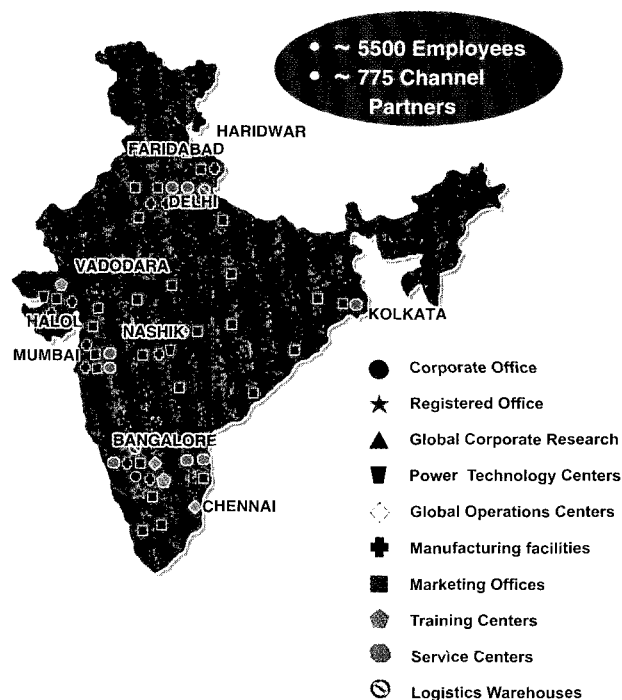 • ~ 5500 Employees
• ~ 775 Channel
Partners
HARIDWAR
FARIDABAD
DELHI
VADODARA
HALOL
NASHIK
KOLKATA
MUMBAI
BANGALORE
CHENNAI
Corporate Office
Registered Office
Global Corporate Research
Power Technology Centers
Global Operations Centers
Manufacturing facilities
Marketing Offices
Training Centers
Service Centers
Logistics Warehouses